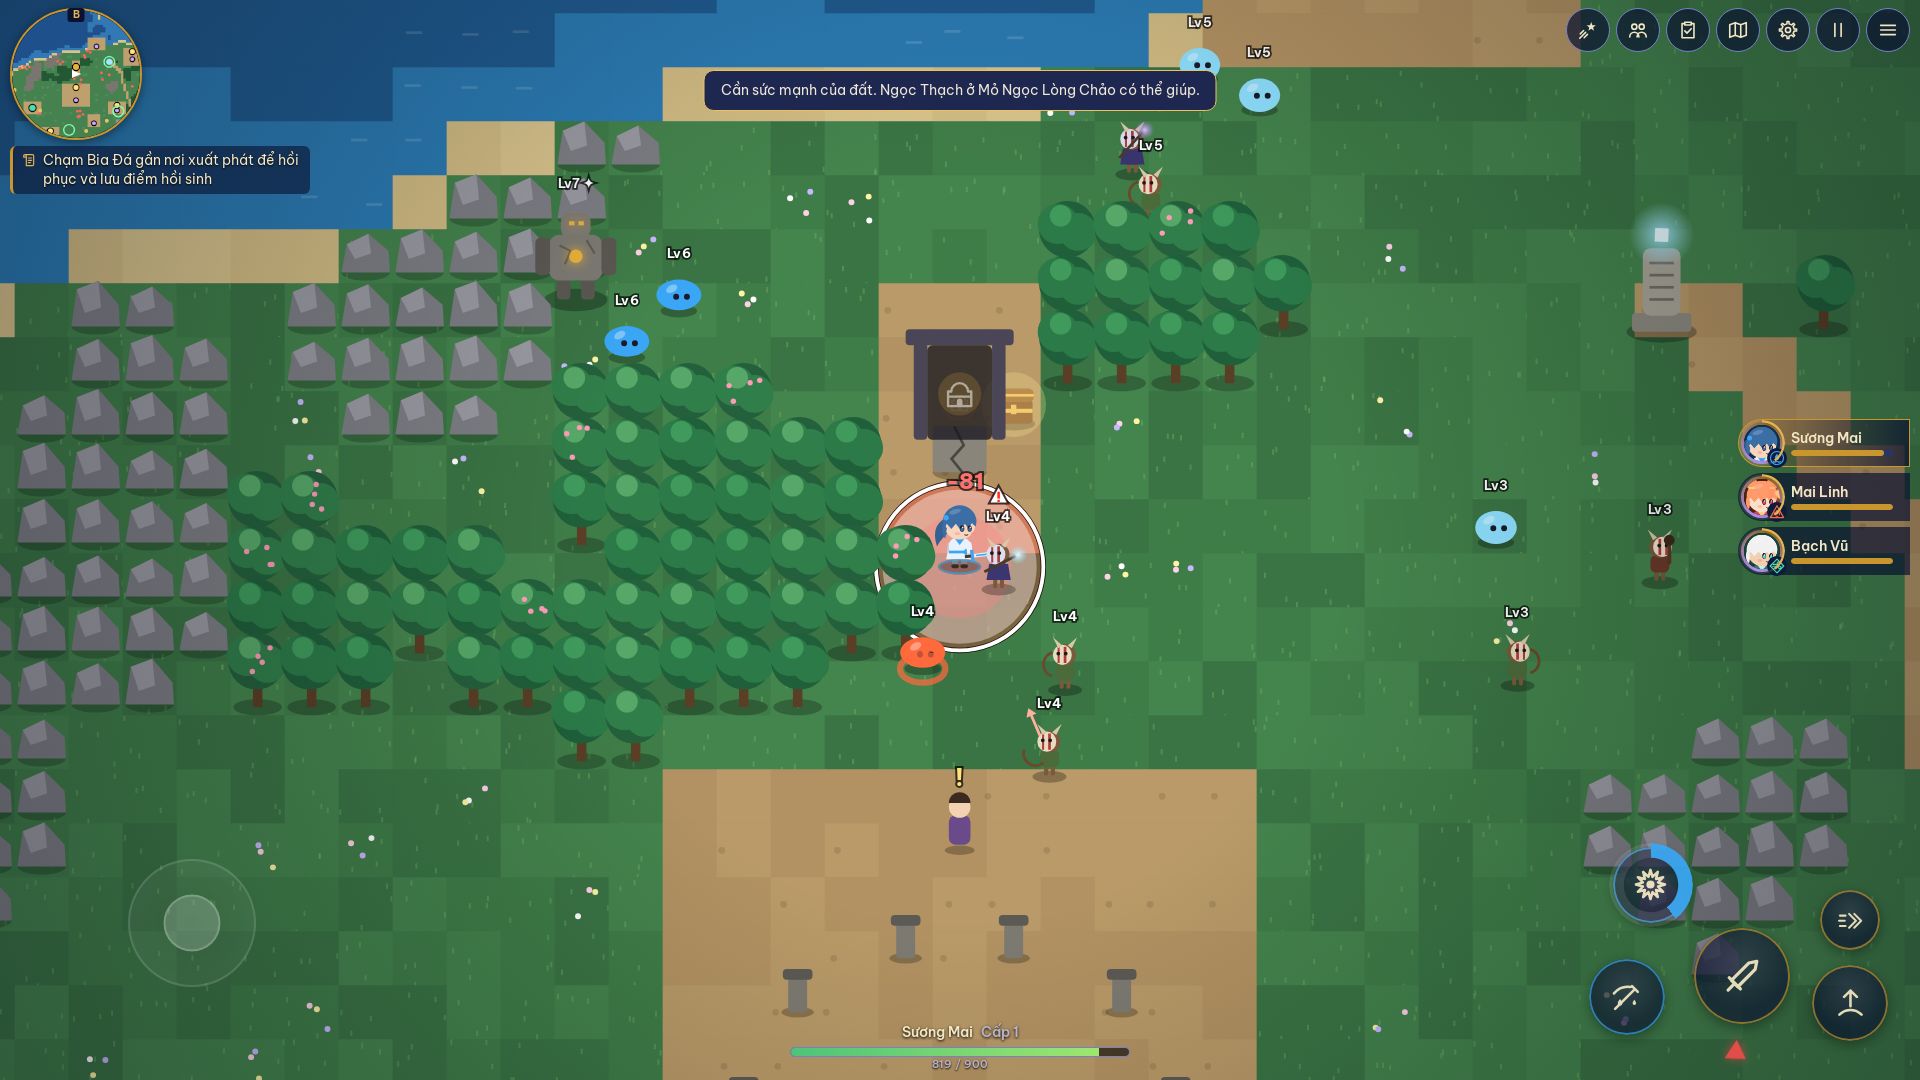 B
Lv5
Lv5
Cần sức mạnh của đất. Ngọc Thạch ở Mỏ Ngọc Lòng Chảo có thể giúp.
Chạm Bia Đá gần nơi xuất phát để hồi
phục và lưu điểm hồi sinh
Lv5
Lv7
Lv6
Lv6
Sương Mai
Mai Linh
Bạch Vũ
-81
Lv4
Lv3
Lv3
Lv4
Lv4
Lv3
Lv4
!
Sương Mai Cấp 1
819 / 900